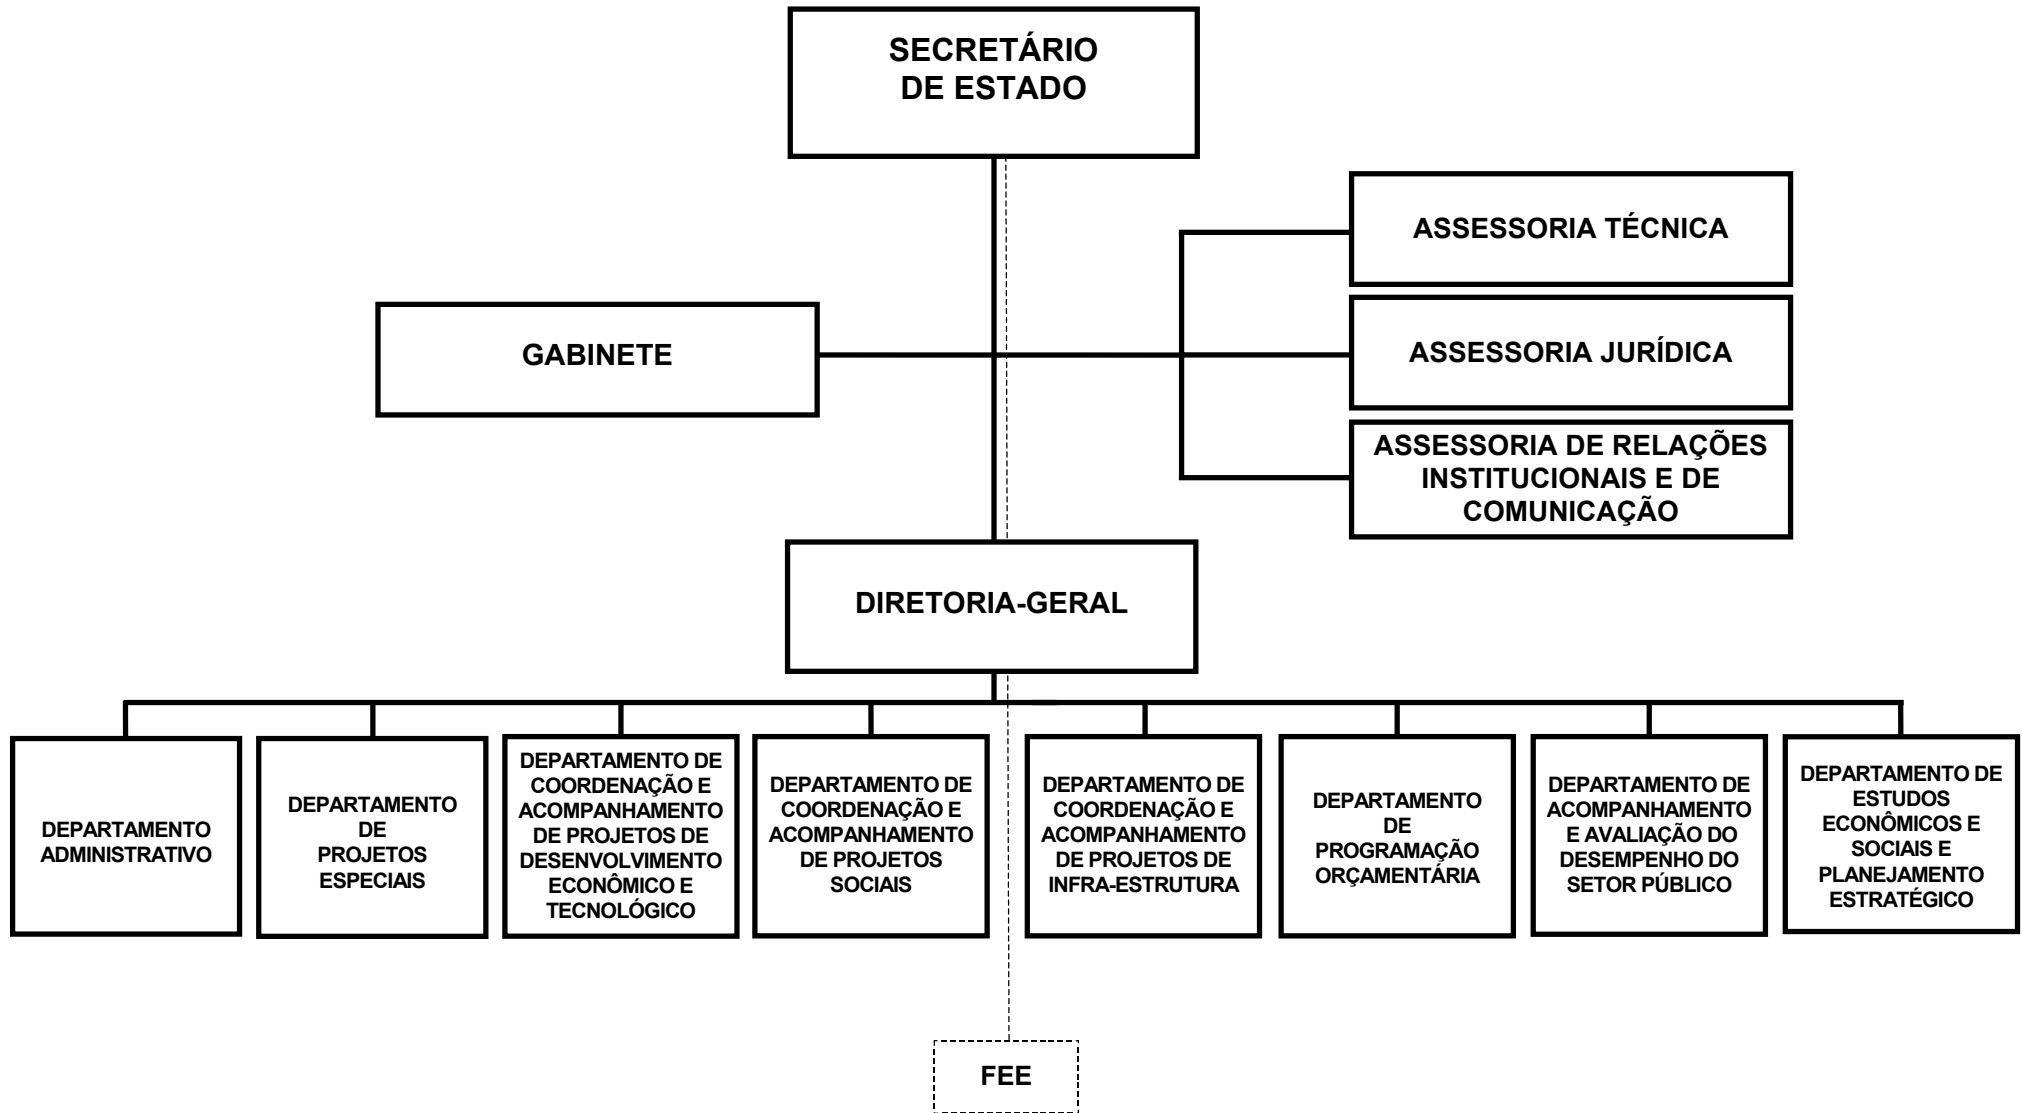 SECRETÁRIO
DE ESTADO
ASSESSORIA TÉCNICA
GABINETE
ASSESSORIA JURÍDICA
ASSESSORIA DE RELAÇÕES
INSTITUCIONAIS E DE
COMUNICAÇÃO
DIRETORIA-GERAL
DEPARTAMENTO
ADMINISTRATIVO
DEPARTAMENTO
DE
PROJETOS
ESPECIAIS
DEPARTAMENTO DE
COORDENAÇÃO E
ACOMPANHAMENTO
DE PROJETOS DE
DESENVOLVIMENTO
ECONÔMICO E
TECNOLÓGICO
DEPARTAMENTO DE
COORDENAÇÃO E
ACOMPANHAMENTO
DE PROJETOS
SOCIAIS
DEPARTAMENTO DE
COORDENAÇÃO E
ACOMPANHAMENTO
DE PROJETOS DE
INFRA-ESTRUTURA
DEPARTAMENTO
DE
PROGRAMAÇÃO
ORÇAMENTÁRIA
DEPARTAMENTO DE
ACOMPANHAMENTO
E AVALIAÇÃO DO
DESEMPENHO DO
SETOR PÚBLICO
DEPARTAMENTO DE
ESTUDOS
ECONÔMICOS E
SOCIAIS E
PLANEJAMENTO
ESTRATÉGICO
FEE